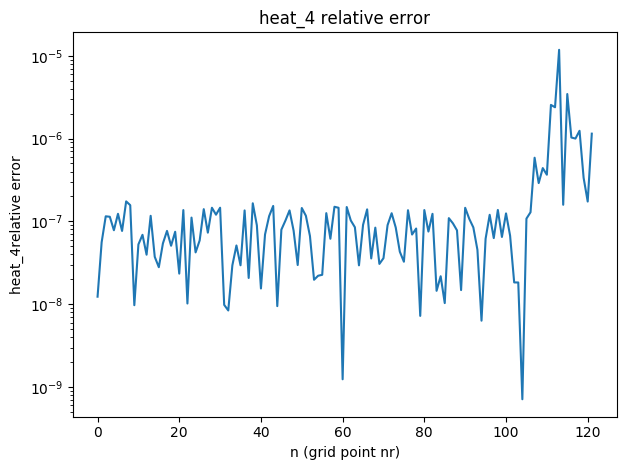 heat_4 relative error
heat_4relative error
10⁻⁵
10⁻⁶
10⁻⁷
10⁻⁸
10⁻⁹
0 20 40 60 80 100 120
n (grid point nr)